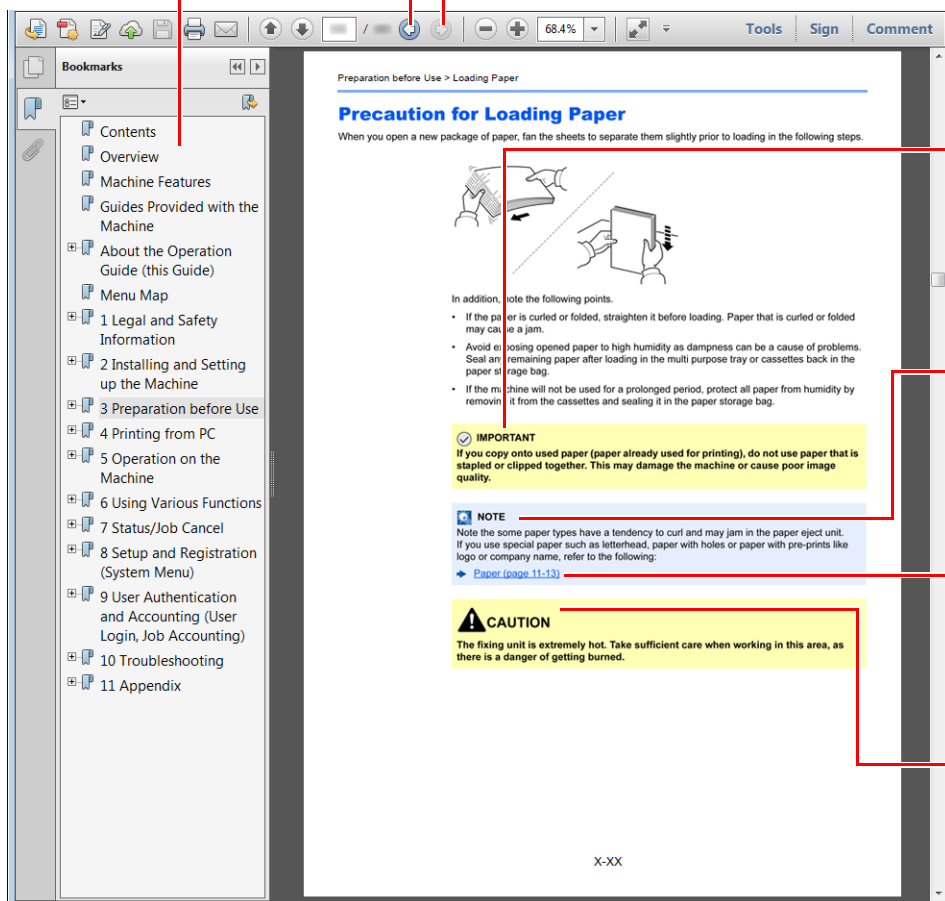 /
68.4%
Tools
Sign
Comment
Bookmarks
Contents
Overview
Machine Features
Guides Provided with the
Machine
About the Operation
Guide (this Guide)
Menu Map
1 Legal and Safety
Information
2 Installing and Setting
up the Machine
3 Preparation before Use
4 Printing from PC
5 Operation on the
Machine
6 Using Various Functions
7 Status/Job Cancel
8 Setup and Registration
(System Menu)
9 User Authentication
and Accounting (User
Login, Job Accounting)
10 Troubleshooting
11 Appendix
Preparation before Use > Loading Paper
Precaution for Loading Paper
When you open a new package of paper, fan the sheets to separate them slightly prior to loading in the following steps.
In addition, note the following points.
• If the paper is curled or folded, straighten it before loading. Paper that is curled or folded
may cause a jam.
• Avoid exposing opened paper to high humidity as dampness can be a cause of problems.
Seal any remaining paper after loading in the multi purpose tray or cassettes back in the
paper storage bag.
• If the machine will not be used for a prolonged period, protect all paper from humidity by
removing it from the cassettes and sealing it in the paper storage bag.
IMPORTANT
If you copy onto used paper (paper already used for printing), do not use paper that is
stapled or clipped together. This may damage the machine or cause poor image
quality.
NOTE
Note the some paper types have a tendency to curl and may jam in the paper eject unit.
If you use special paper such as letterhead, paper with holes or paper with pre-prints like
logo or company name, refer to the following:
Paper (page 11-13)
CAUTION
The fixing unit is extremely hot. Take sufficient care when working in this area, as
there is a danger of getting burned.
X-XX